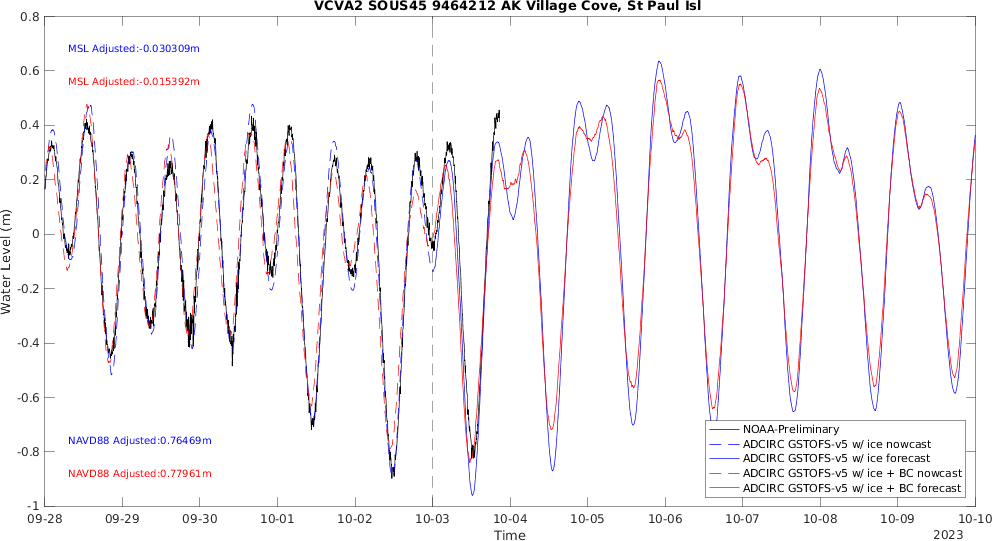 VCVA2 SOUS45 9464212 AK Village Cove, St Paul Isl
0.8
0.6
0.4
0.2
0
-0.2
-0.4
-0.6
-0.8
-1
Water Level (m)
MSL Adjusted:-0.030309m
MSL Adjusted:-0.015392m
NAVD88 Adjusted:0.76469m
NAVD88 Adjusted:0.77961m
NOAA-Preliminary
ADCIRC GSTOFS-v5 w/ ice nowcast
ADCIRC GSTOFS-v5 w/ ice forecast
ADCIRC GSTOFS-v5 w/ ice + BC nowcast
ADCIRC GSTOFS-v5 w/ ice + BC forecast
09-28 09-29 09-30 10-01 10-02 10-03 10-04 10-05 10-06 10-07 10-08 10-09 10-10
Time
2023